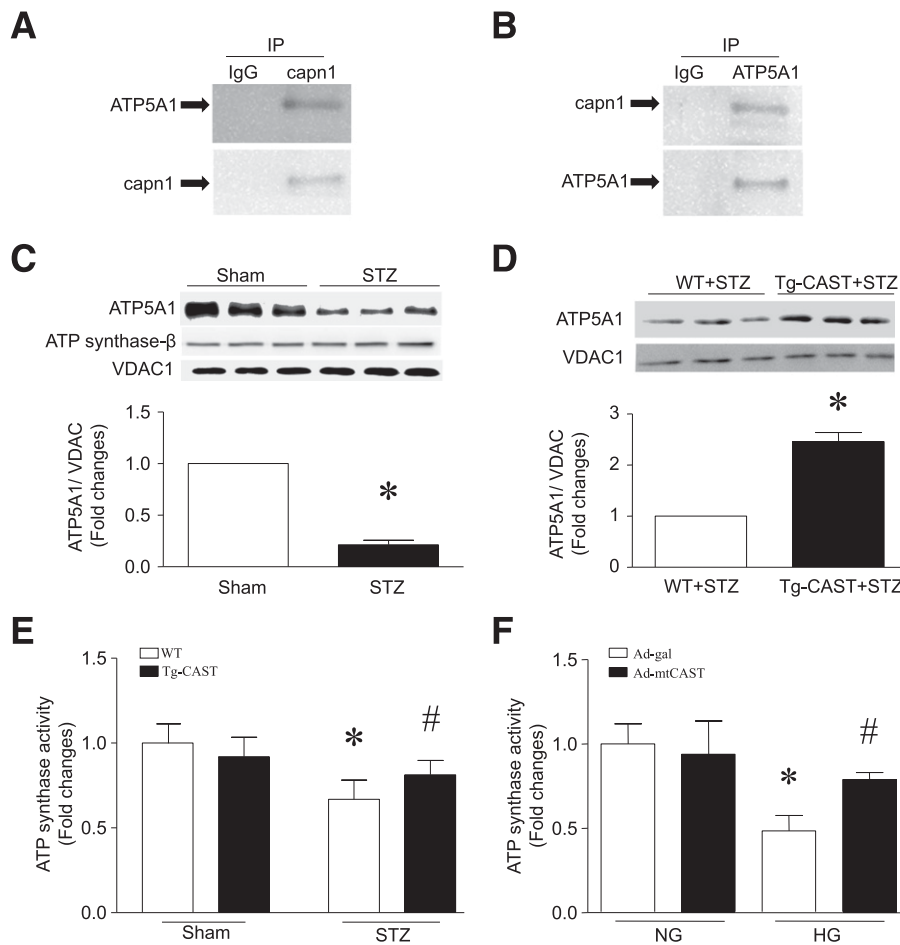 A
IP
IgG capn1
ATP5A1
capn1
B
IP
IgG ATP5A1
capn1
ATP5A1
C
Sham STZ
ATP5A1
ATP synthase-β
VDAC1
ATP5A1/ VDAC
(Fold changes)
1.5
1.0
0.5
0.0
*
Sham STZ
D
WT+STZ Tg-CAST+STZ
ATP5A1
VDAC1
ATP5A1/ VDAC
(Fold changes)
3
2
1
0
*
WT+STZ Tg-CAST+STZ
E
WT
Tg-CAST
ATP synthase activity
(Fold changes)
1.5
1.0
0.5
0.0
* #
Sham STZ
F
Ad-gal
Ad-mtCAST
ATP synthase activity
(Fold changes)
1.5
1.0
0.5
0.0
* #
NG HG